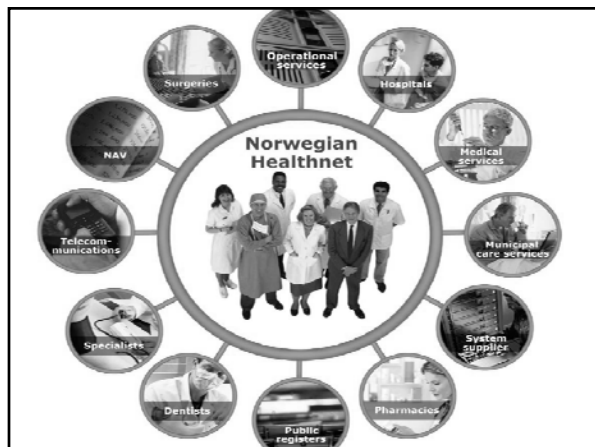 Operational
services
Hospitals
Medical
services
Municipal
care services
System
supplier
Pharmacies
Public
registers
Dentists
Specialists
Telecom-
munications
NAV
Surgeries
Norwegian
Healthnet